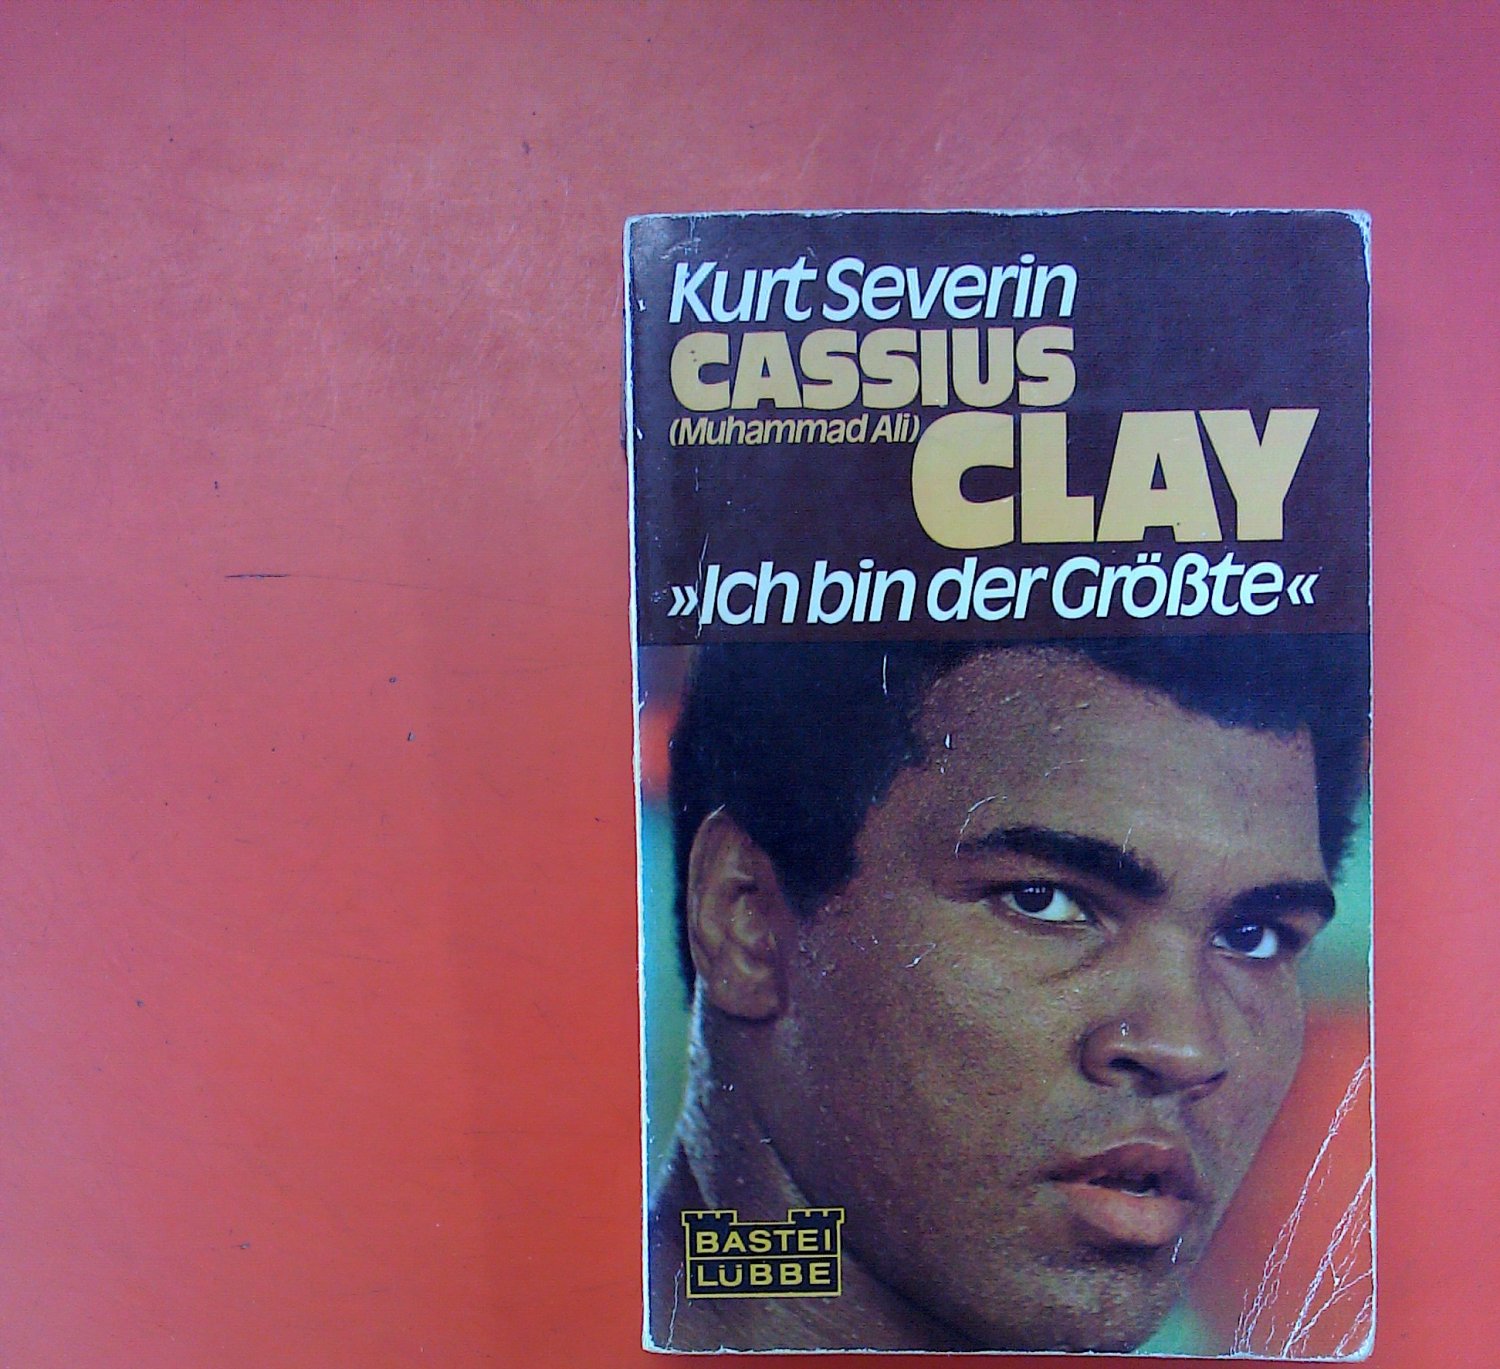 Kurt Severin
CASSIUS
(Muhammad Ali)
CLAY
»Ich bin der Größte«
BASTEI
LÜBBE